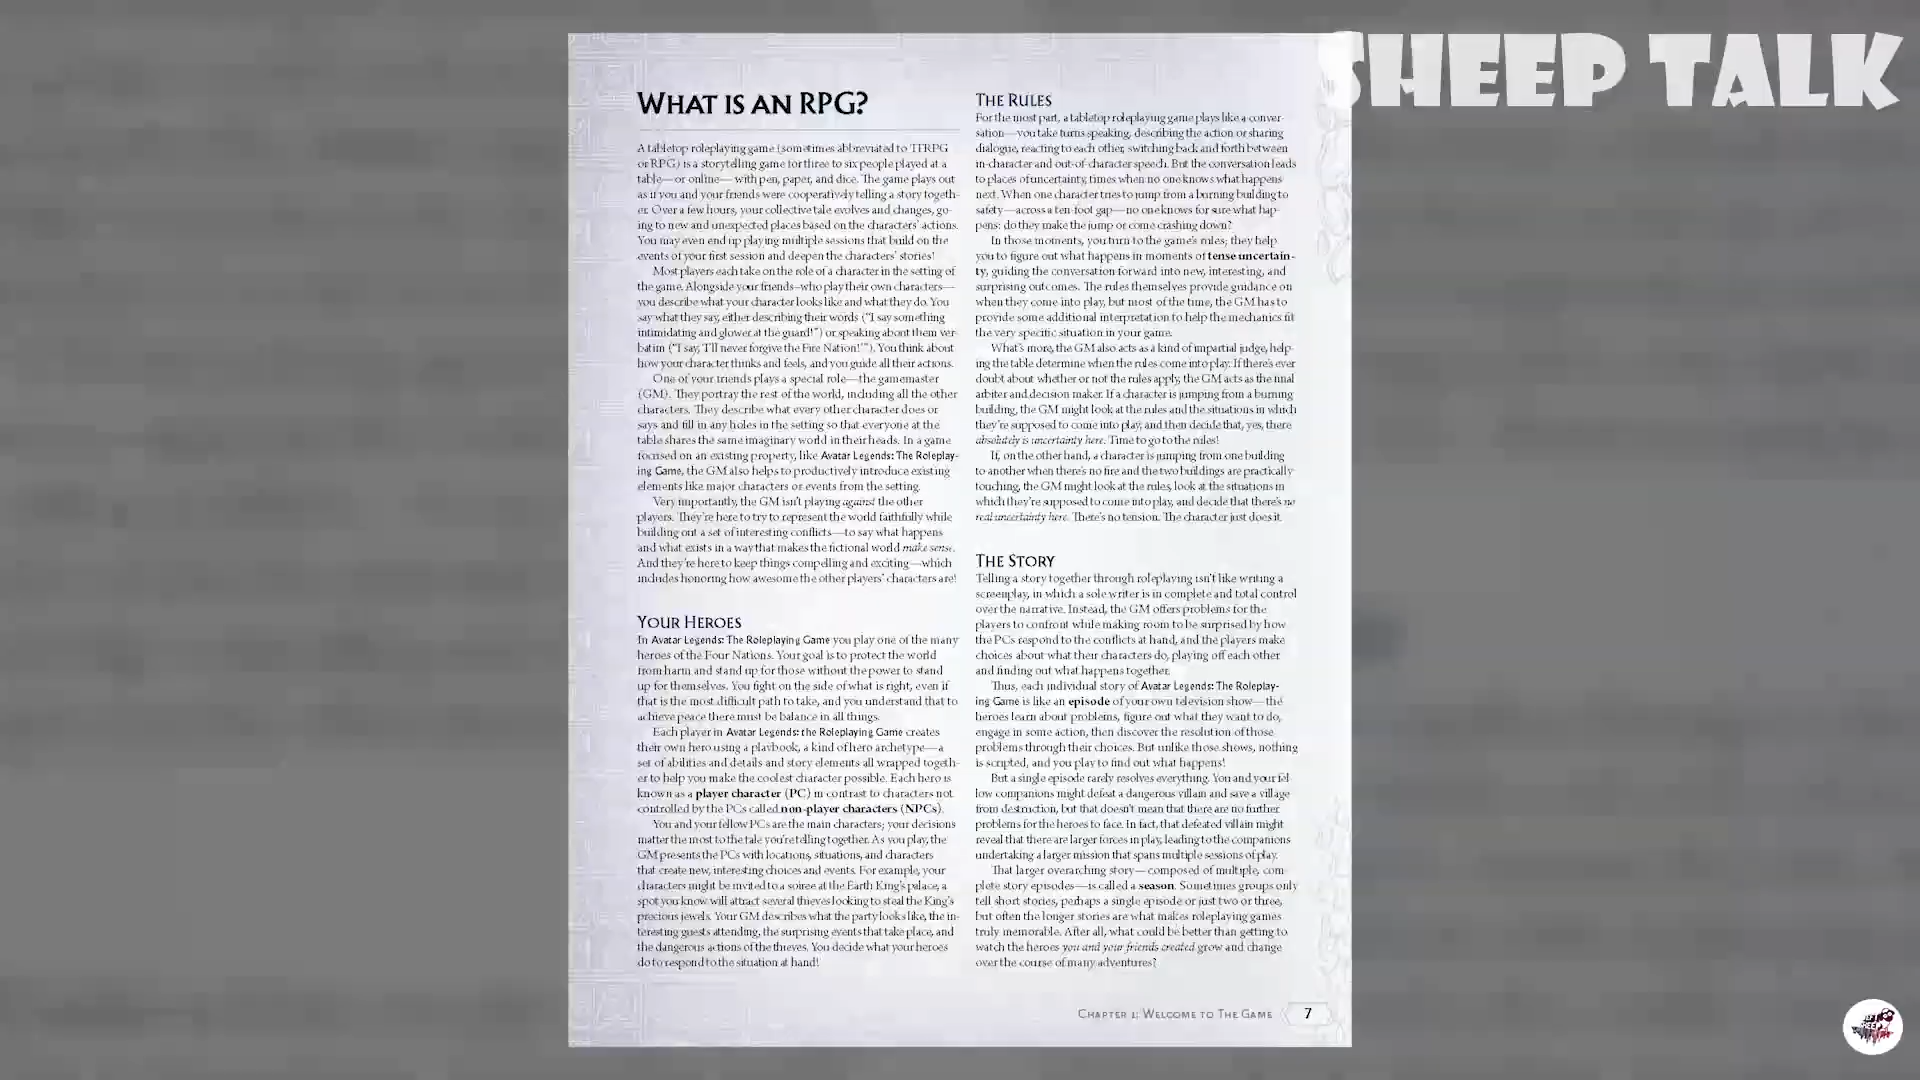 SHEEP TALK
WHAT IS AN RPG?
A tabletop roleplaying game (sometimes abbreviated to TTRPG
or RPG) is a storytelling game for three to six people played at a
table—or online— with pen, paper, and dice. The game plays out
as if you and your friends were cooperatively telling a story togeth-
er. Over a few hours, your collective tale evolves and changes, go-
ing to new and unexpected places based on the characters' actions.
You may even end up playing multiple sessions that build on the
events of your first session and deepen the characters' stories!
Most players each take on the role of a character in the setting of
the game. Alongside your friends–who play their own characters—
you describe what your character looks like and what they do. You
say what they say, either describing their words ("I say something
intimidating and glower at the guard!") or speaking about them ver-
batim ("I say, 'I'll never forgive the Fire Nation!'"). You think about
how your character thinks and feels, and you guide all their actions.
One of your friends plays a special role—the gamemaster
(GM). They portray the rest of the world, including all the other
characters. They describe what every other character does or
says and fill in any holes in the setting so that everyone at the
table shares the same imaginary world in their heads. In a game
focused on an existing property, like Avatar Legends: The Roleplay-
ing Game, the GM also helps to productively introduce existing
elements like major characters or events from the setting.
Very importantly, the GM isn't playing against the other
players. They're here to try to represent the world faithfully while
building out a set of interesting conflicts—to say what happens
and what exists in a way that makes the fictional world make sense.
And they're here to keep things compelling and exciting—which
includes honoring how awesome the other players' characters are!
YOUR HEROES
In Avatar Legends: The Roleplaying Game you play one of the many
heroes of the Four Nations. Your goal is to protect the world
from harm and stand up for those without the power to stand
up for themselves. You fight on the side of what is right, even if
that is the most difficult path to take, and you understand that to
achieve peace there must be balance in all things.
Each player in Avatar Legends: the Roleplaying Game creates
their own hero using a playbook, a kind of hero archetype—a
set of abilities and details and story elements all wrapped togeth-
er to help you make the coolest character possible. Each hero is
known as a player character (PC) in contrast to characters not
controlled by the PCs called non-player characters (NPCs).
You and your fellow PCs are the main characters; your decisions
matter the most to the tale you're telling together. As you play, the
GM presents the PCs with locations, situations, and characters
that create new, interesting choices and events. For example, your
characters might be invited to a soiree at the Earth King's palace, a
spot you know will attract several thieves looking to steal the King's
precious jewels. Your GM describes what the party looks like, the in-
teresting guests attending, the surprising events that take place, and
the dangerous actions of the thieves. You decide what your heroes
do to respond to the situation at hand!
THE RULES
For the most part, a tabletop roleplaying game plays like a conver-
sation—you take turns speaking, describing the action or sharing
dialogue, reacting to each other, switching back and forth between
in-character and out-of-character speech. But the conversation leads
to places of uncertainty, times when no one knows what happens
next. When one character tries to jump from a burning building to
safety—across a ten-foot gap—no one knows for sure what hap-
pens: do they make the jump or come crashing down?
In those moments, you turn to the game's rules; they help
you to figure out what happens in moments of tense uncertain-
ty, guiding the conversation forward into new, interesting, and
surprising outcomes. The rules themselves provide guidance on
when they come into play, but most of the time, the GM has to
provide some additional interpretation to help the mechanics fit
the very specific situation in your game.
What's more, the GM also acts as a kind of impartial judge, help-
ing the table determine when the rules come into play. If there's ever
doubt about whether or not the rules apply, the GM acts as the final
arbiter and decision maker. If a character is jumping from a burning
building, the GM might look at the rules and the situations in which
they're supposed to come into play, and then decide that, yes, there
absolutely is uncertainty here. Time to go to the rules!
If, on the other hand, a character is jumping from one building
to another when there's no fire and the two buildings are practically
touching, the GM might look at the rules, look at the situations in
which they're supposed to come into play, and decide that there's no
real uncertainty here. There's no tension. The character just does it.
THE STORY
Telling a story together through roleplaying isn't like writing a
screenplay, in which a sole writer is in complete and total control
over the narrative. Instead, the GM offers problems for the
players to confront while making room to be surprised by how
the PCs respond to the conflicts at hand, and the players make
choices about what their characters do, playing off each other
and finding out what happens together.
Thus, each individual story of Avatar Legends: The Roleplay-
ing Game is like an episode of your own television show—the
heroes learn about problems, figure out what they want to do,
engage in some action, then discover the resolution of those
problems through their choices. But unlike those shows, nothing
is scripted, and you play to find out what happens!
But a single episode rarely resolves everything. You and your fel-
low companions might defeat a dangerous villain and save a village
from destruction, but that doesn't mean that there are no further
problems for the heroes to face. In fact, that defeated villain might
reveal that there are larger forces in play, leading to the companions
undertaking a larger mission that spans multiple sessions of play.
That larger overarching story—composed of multiple, com-
plete story episodes—is called a season. Sometimes groups only
tell short stories, perhaps a single episode or just two or three,
but often the longer stories are what makes roleplaying games
truly memorable. After all, what could be better than getting to
watch the heroes you and your friends created grow and change
over the course of many adventures?
CHAPTER 1: WELCOME TO THE GAME 7